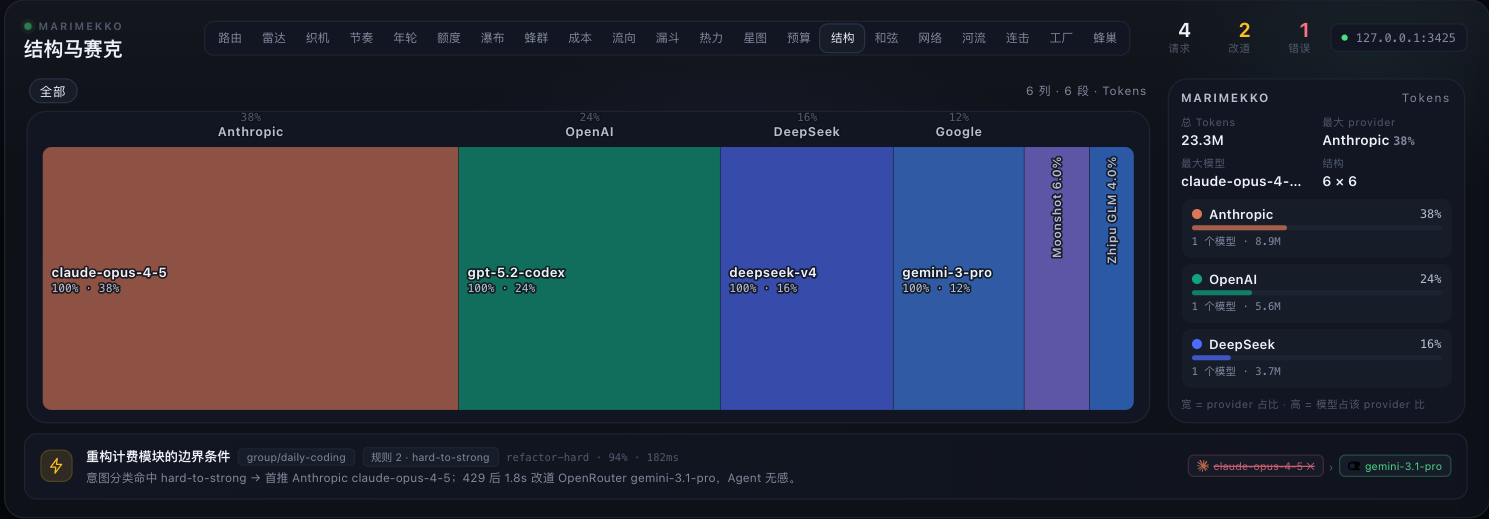 MARIMEKKO
结构马赛克
路由 雷达 织机 节奏 年轮 额度 瀑布 蜂群 成本 流向 漏斗 热力 星图 预算 结构 和弦 网络 河流 连击 工厂 蜂巢
4 请求
2 改道
1 错误
127.0.0.1:3425
全部
6 列 · 6 段 · Tokens
38%
Anthropic
24%
OpenAI
16%
DeepSeek
12%
Google
claude-opus-4-5
100% · 38%
gpt-5.2-codex
100% · 24%
deepseek-v4
100% · 16%
gemini-3-pro
100% · 12%
Moonshot 6.0%
Zhipu GLM 4.0%
MARIMEKKO Tokens
总 Tokens
23.3M
最大 provider
Anthropic 38%
最大模型
claude-opus-4-...
结构
6 × 6
Anthropic 38%
1 个模型 · 8.9M
OpenAI 24%
1 个模型 · 5.6M
DeepSeek 16%
1 个模型 · 3.7M
宽 = provider 占比 · 高 = 模型占该 provider 比
重构计费模块的边界条件 group/daily-coding 规则 2 · hard-to-strong refactor-hard · 94% · 182ms
意图分类命中 hard-to-strong → 首推 Anthropic claude-opus-4-5；429 后 1.8s 改道 OpenRouter gemini-3.1-pro，Agent 无感。
claude-opus-4-5 ✕ › gemini-3.1-pro